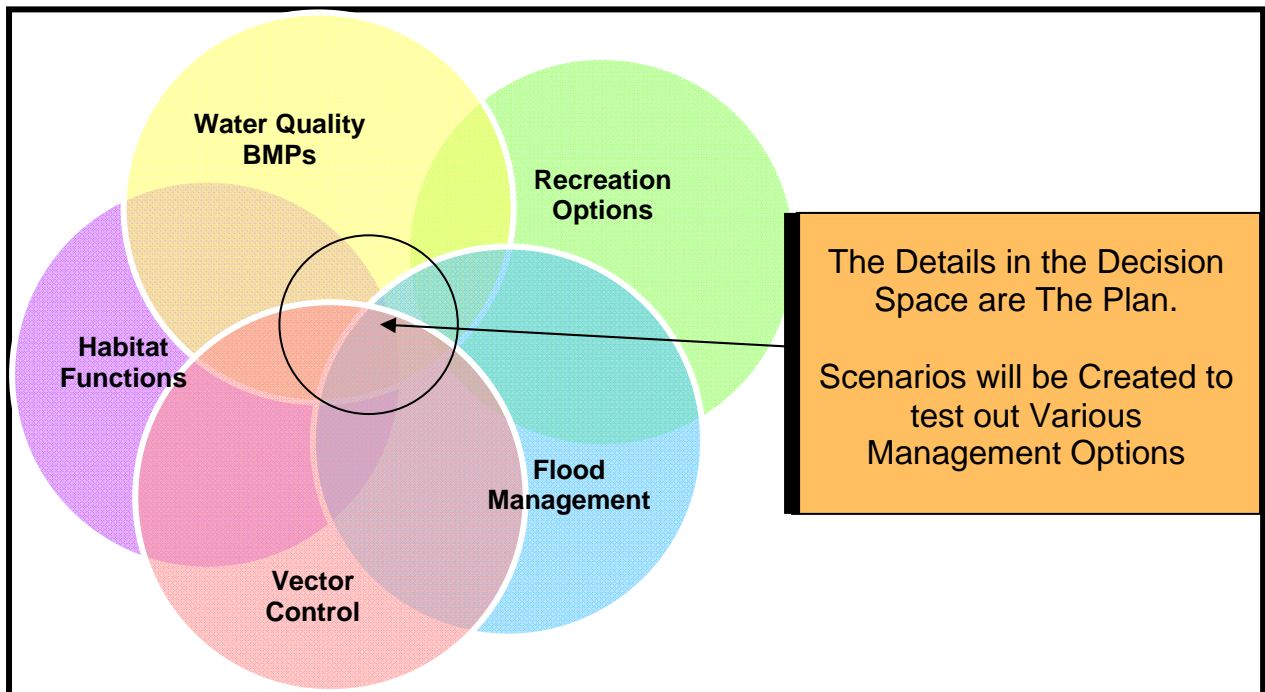 Water Quality
BMPs
Recreation
Options
Habitat
Functions
Flood
Management
Vector
Control
The Details in the Decision
Space are The Plan.
Scenarios will be Created to
test out Various
Management Options